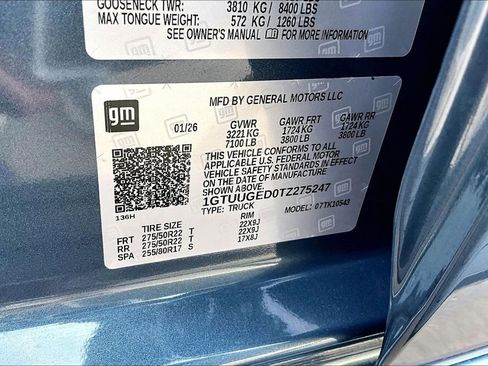 GOOSENECK TWR: 3810 KG/ 8400 LBS
MAX TONGUE WEIGHT: 572 KG/ 1260 LBS
SEE OWNER'S MANUAL FOR MORE INFORMATION
gm
MFD BY GENERAL MOTORS LLC
01/26
GVWR GAWR FRT GAWR RR
3221 KG 1724 KG 1724 KG
7100 LB 3800 LB 3800 LB
THIS VEHICLE CONFORMS TO ALL
APPLICABLE U.S. FEDERAL MOTOR
VEHICLE SAFETY, BUMPER, AND
THEFT PREVENTION STANDARDS IN
EFFECT ON THE DATE OF MANUFACTURE
SHOWN ABOVE.
1GTUUGED0TZ275247
TYPE: TRUCK MODEL: 07TK10543
136H
TIRE SIZE RIM
FRT 275/50R22 T 22X9J
RR 275/50R22 T 22X9J
SPA 255/80R17 S 17X8J